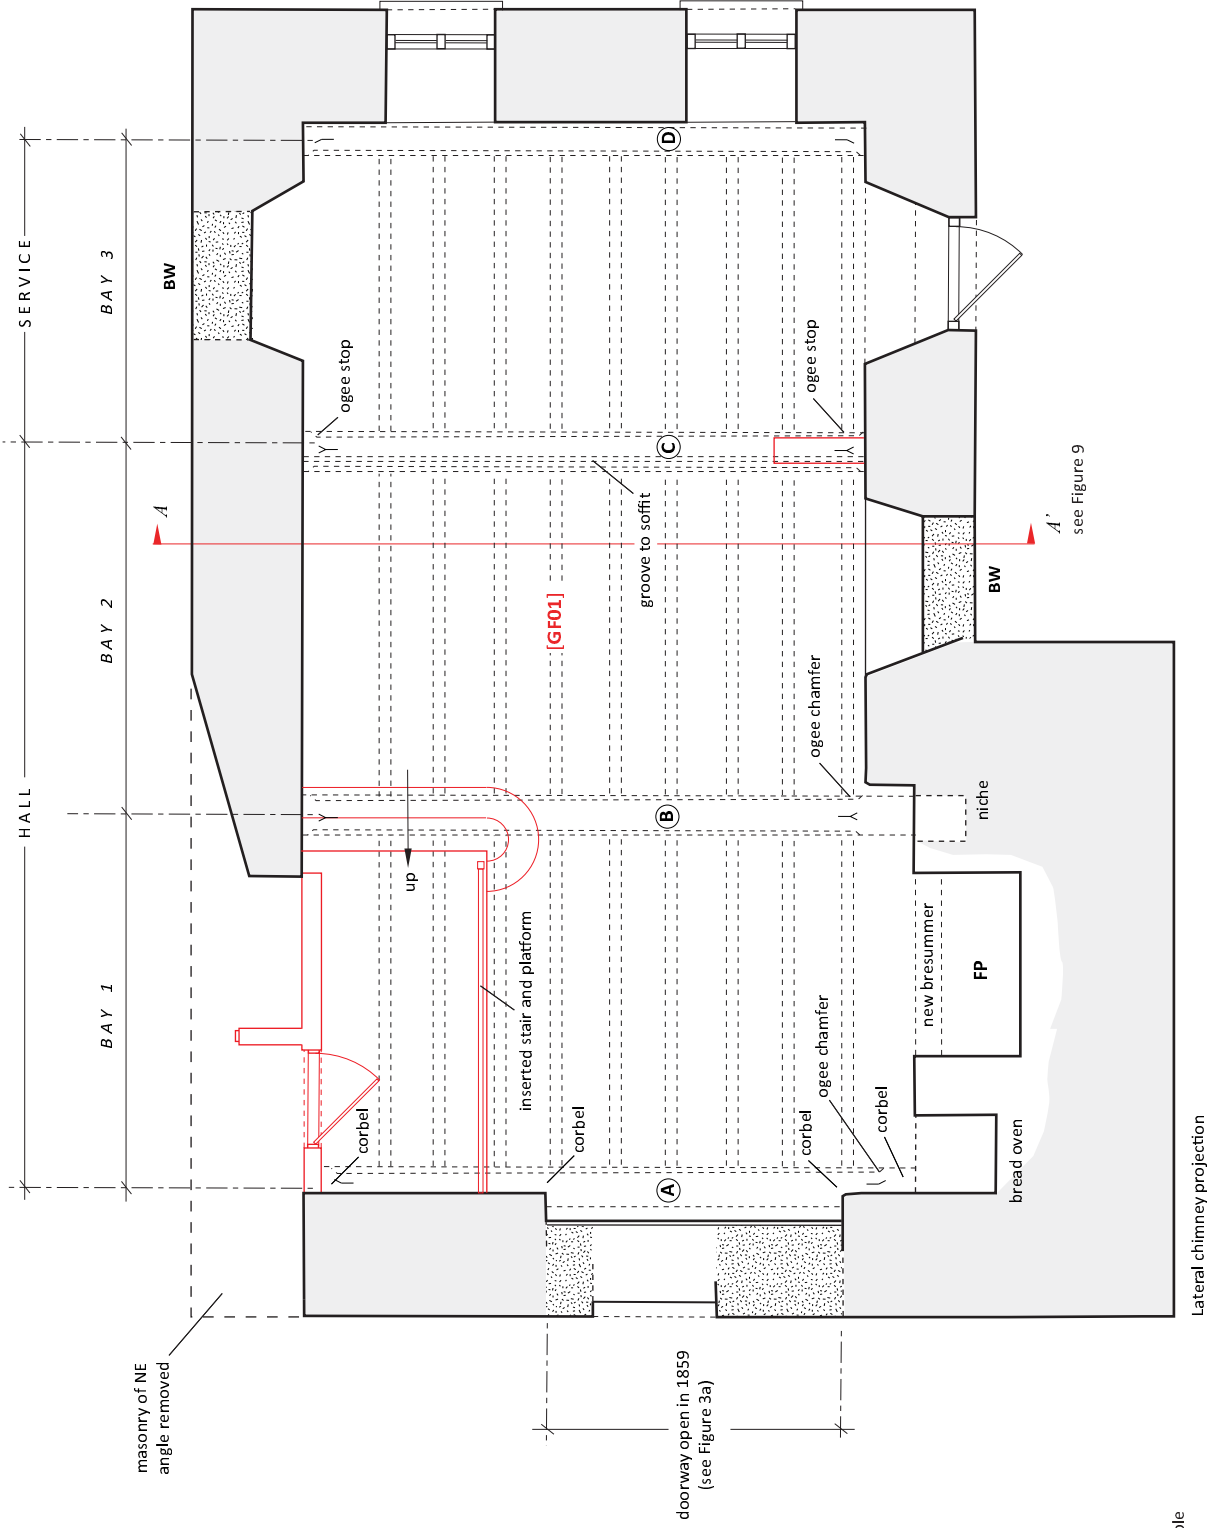 HALL
SERVICE
BAY 1
BAY 2
BAY 3
BW
A
ogee stop
ogee stop
D
C
groove to soffit
[GF01]
A'
see Figure 9
BW
ogee chamfer
B
niche
up
inserted stair and platform
new bresummer
FP
corbel
corbel
corbel
ogee chamfer
corbel
A
bread oven
masonry of NE
angle removed
doorway open in 1859
(see Figure 3a)
Lateral chimney projection